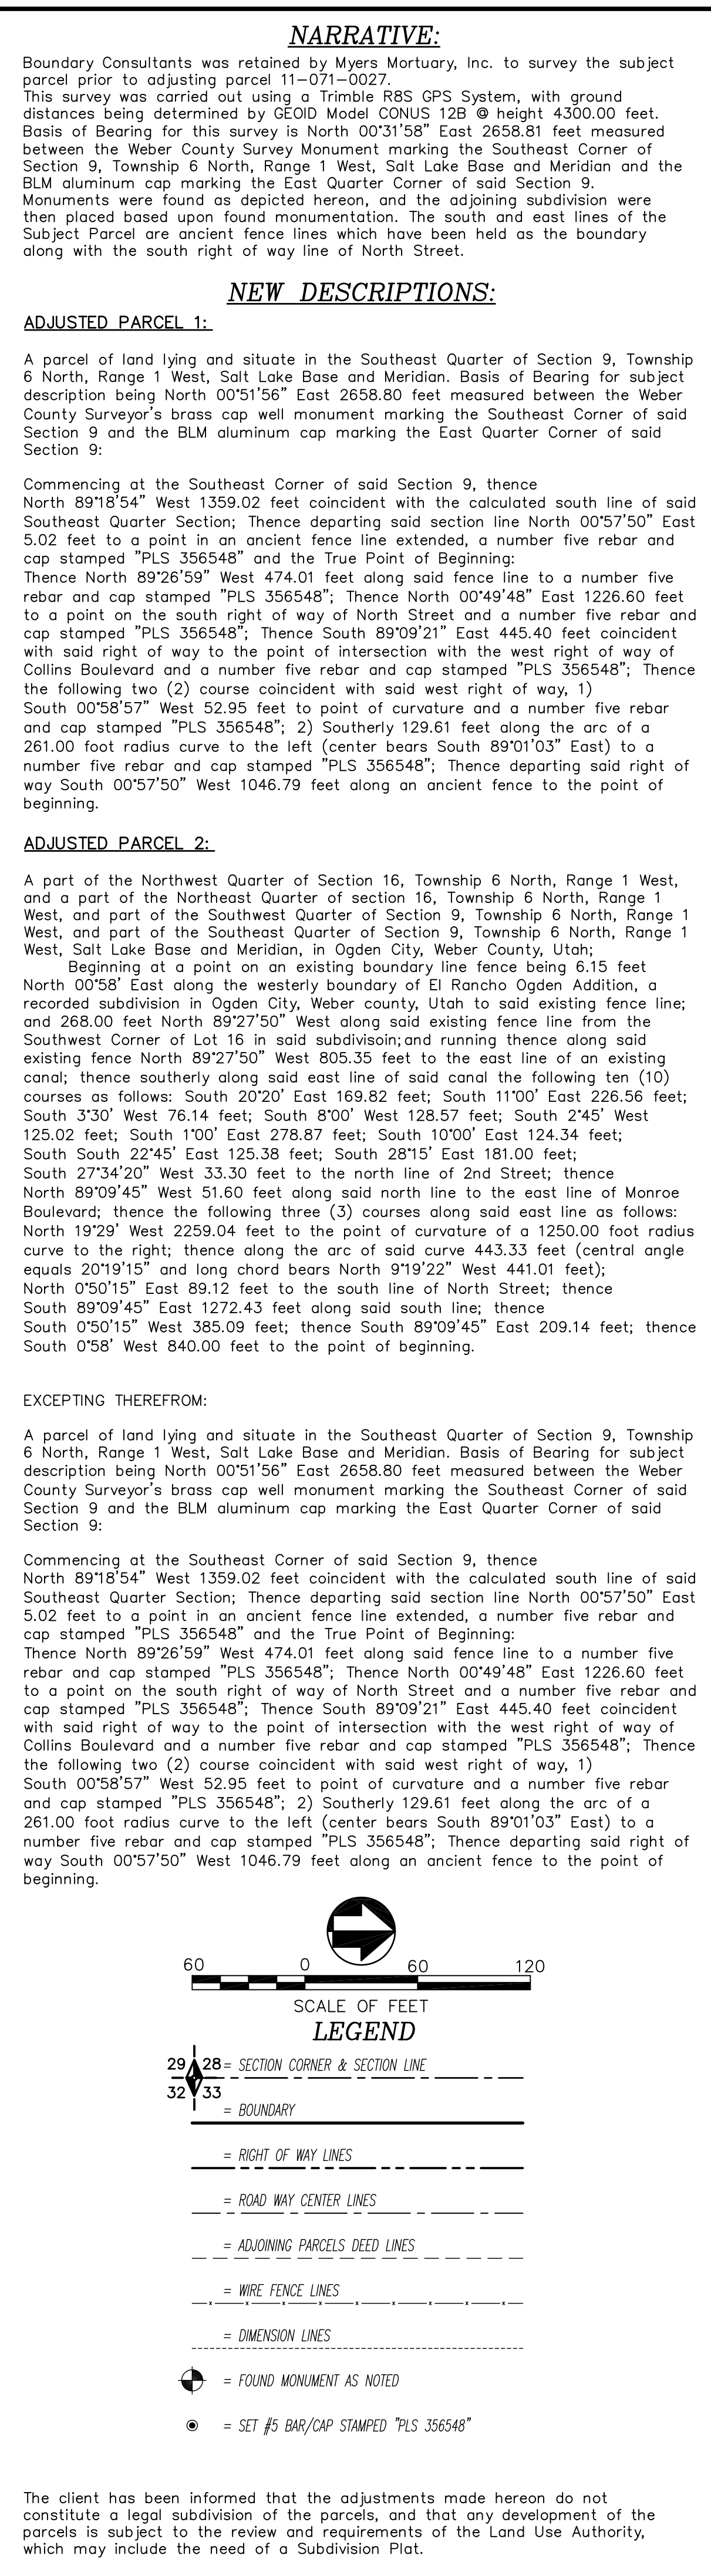 NARRATIVE:
Boundary Consultants was retained by Myers Mortuary, Inc. to survey the subject
parcel prior to adjusting parcel 11-071-0027.
This survey was carried out using a Trimble R8S GPS System, with ground
distances being determined by GEOID Model CONUS 12B @ height 4300.00 feet.
Basis of Bearing for this survey is North 00°31'58" East 2658.81 feet measured
between the Weber County Survey Monument marking the Southeast Corner of
Section 9, Township 6 North, Range 1 West, Salt Lake Base and Meridian and the
BLM aluminum cap marking the East Quarter Corner of said Section 9.
Monuments were found as depicted hereon, and the adjoining subdivision were
then placed based upon found monumentation. The south and east lines of the
Subject Parcel are ancient fence lines which have been held as the boundary
along with the south right of way line of North Street.
NEW DESCRIPTIONS:
ADJUSTED PARCEL 1:
A parcel of land lying and situate in the Southeast Quarter of Section 9, Township
6 North, Range 1 West, Salt Lake Base and Meridian. Basis of Bearing for subject
description being North 00°51'56" East 2658.80 feet measured between the Weber
County Surveyor's brass cap well monument marking the Southeast Corner of said
Section 9 and the BLM aluminum cap marking the East Quarter Corner of said
Section 9:
Commencing at the Southeast Corner of said Section 9, thence
North 89°18'54" West 1359.02 feet coincident with the calculated south line of said
Southeast Quarter Section; Thence departing said section line North 00°57'50" East
5.02 feet to a point in an ancient fence line extended, a number five rebar and
cap stamped "PLS 356548" and the True Point of Beginning:
Thence North 89°26'59" West 474.01 feet along said fence line to a number five
rebar and cap stamped "PLS 356548"; Thence North 00°49'48" East 1226.60 feet
to a point on the south right of way of North Street and a number five rebar and
cap stamped "PLS 356548"; Thence South 89°09'21" East 445.40 feet coincident
with said right of way to the point of intersection with the west right of way of
Collins Boulevard and a number five rebar and cap stamped "PLS 356548"; Thence
the following two (2) course coincident with said west right of way, 1)
South 00°58'57" West 52.95 feet to point of curvature and a number five rebar
and cap stamped "PLS 356548"; 2) Southerly 129.61 feet along the arc of a
261.00 foot radius curve to the left (center bears South 89°01'03" East) to a
number five rebar and cap stamped "PLS 356548"; Thence departing said right of
way South 00°57'50" West 1046.79 feet along an ancient fence to the point of
beginning.
ADJUSTED PARCEL 2:
A part of the Northwest Quarter of Section 16, Township 6 North, Range 1 West,
and a part of the Northeast Quarter of section 16, Township 6 North, Range 1
West, and part of the Southwest Quarter of Section 9, Township 6 North, Range 1
West, and part of the Southeast Quarter of Section 9, Township 6 North, Range 1
West, Salt Lake Base and Meridian, in Ogden City, Weber County, Utah;
Beginning at a point on an existing boundary line fence being 6.15 feet
North 00°58' East along the westerly boundary of El Rancho Ogden Addition, a
recorded subdivision in Ogden City, Weber county, Utah to said existing fence line;
and 268.00 feet North 89°27'50" West along said existing fence line from the
Southwest Corner of Lot 16 in said subdivisoin;and running thence along said
existing fence North 89°27'50" West 805.35 feet to the east line of an existing
canal; thence southerly along said east line of said canal the following ten (10)
courses as follows: South 20°20' East 169.82 feet; South 11°00' East 226.56 feet;
South 3°30' West 76.14 feet; South 8°00' West 128.57 feet; South 2°45' West
125.02 feet; South 1°00' East 278.87 feet; South 10°00' East 124.34 feet;
South South 22°45' East 125.38 feet; South 28°15' East 181.00 feet;
South 27°34'20" West 33.30 feet to the north line of 2nd Street; thence
North 89°09'45" West 51.60 feet along said north line to the east line of Monroe
Boulevard; thence the following three (3) courses along said east line as follows:
North 19°29' West 2259.04 feet to the point of curvature of a 1250.00 foot radius
curve to the right; thence along the arc of said curve 443.33 feet (central angle
equals 20°19'15" and long chord bears North 9°19'22" West 441.01 feet);
North 0°50'15" East 89.12 feet to the south line of North Street; thence
South 89°09'45" East 1272.43 feet along said south line; thence
South 0°50'15" West 385.09 feet; thence South 89°09'45" East 209.14 feet; thence
South 0°58' West 840.00 feet to the point of beginning.
EXCEPTING THEREFROM:
A parcel of land lying and situate in the Southeast Quarter of Section 9, Township
6 North, Range 1 West, Salt Lake Base and Meridian. Basis of Bearing for subject
description being North 00°51'56" East 2658.80 feet measured between the Weber
County Surveyor's brass cap well monument marking the Southeast Corner of said
Section 9 and the BLM aluminum cap marking the East Quarter Corner of said
Section 9:
Commencing at the Southeast Corner of said Section 9, thence
North 89°18'54" West 1359.02 feet coincident with the calculated south line of said
Southeast Quarter Section; Thence departing said section line North 00°57'50" East
5.02 feet to a point in an ancient fence line extended, a number five rebar and
cap stamped "PLS 356548" and the True Point of Beginning:
Thence North 89°26'59" West 474.01 feet along said fence line to a number five
rebar and cap stamped "PLS 356548"; Thence North 00°49'48" East 1226.60 feet
to a point on the south right of way of North Street and a number five rebar and
cap stamped "PLS 356548"; Thence South 89°09'21" East 445.40 feet coincident
with said right of way to the point of intersection with the west right of way of
Collins Boulevard and a number five rebar and cap stamped "PLS 356548"; Thence
the following two (2) course coincident with said west right of way, 1)
South 00°58'57" West 52.95 feet to point of curvature and a number five rebar
and cap stamped "PLS 356548"; 2) Southerly 129.61 feet along the arc of a
261.00 foot radius curve to the left (center bears South 89°01'03" East) to a
number five rebar and cap stamped "PLS 356548"; Thence departing said right of
way South 00°57'50" West 1046.79 feet along an ancient fence to the point of
beginning.
60 0 60 120
SCALE OF FEET
LEGEND
29 28 = SECTION CORNER & SECTION LINE
32 33
= BOUNDARY
= RIGHT OF WAY LINES
= ROAD WAY CENTER LINES
= ADJOINING PARCELS DEED LINES
= WIRE FENCE LINES
= DIMENSION LINES
= FOUND MONUMENT AS NOTED
= SET #5 BAR/CAP STAMPED "PLS 356548"
The client has been informed that the adjustments made hereon do not
constitute a legal subdivision of the parcels, and that any development of the
parcels is subject to the review and requirements of the Land Use Authority,
which may include the need of a Subdivision Plat.